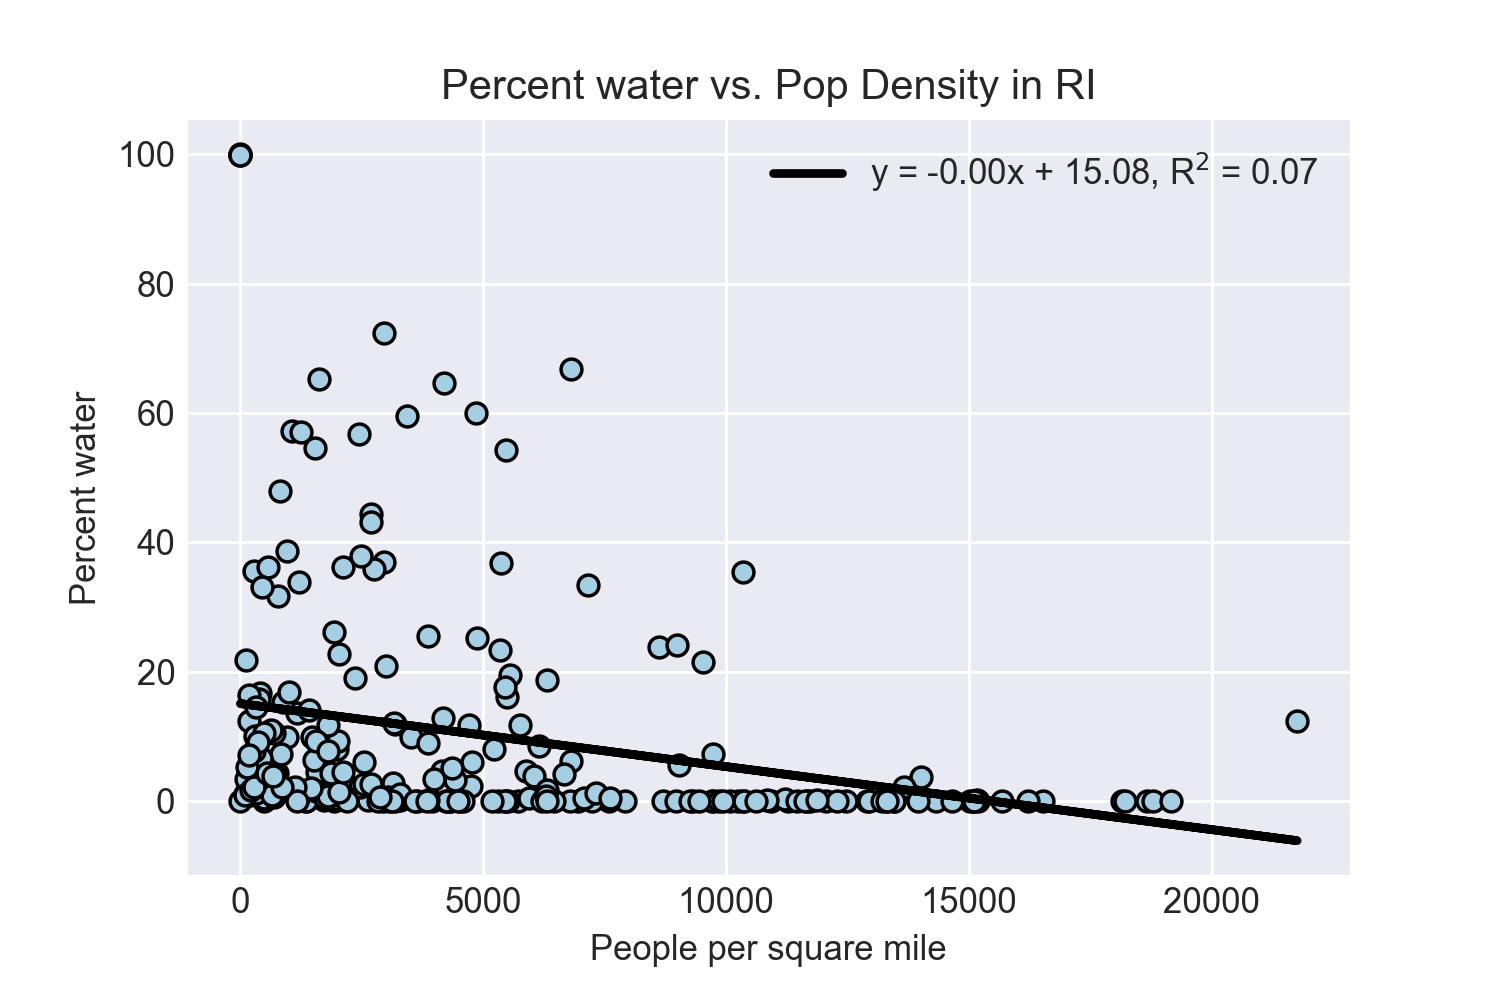 Percent water vs. Pop Density in RI
y = -0.00x + 15.08, R² = 0.07
100
80
60
40
20
0
Percent water
0 5000 10000 15000 20000
People per square mile